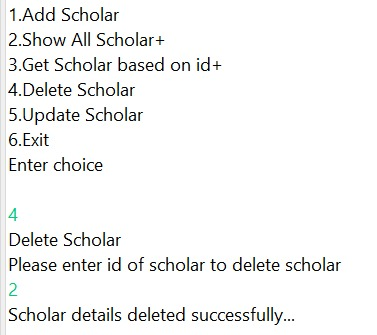 1.Add Scholar
2.Show All Scholar+
3.Get Scholar based on id+
4.Delete Scholar
5.Update Scholar
6.Exit
Enter choice
4
Delete Scholar
Please enter id of scholar to delete scholar
2
Scholar details deleted successfully...